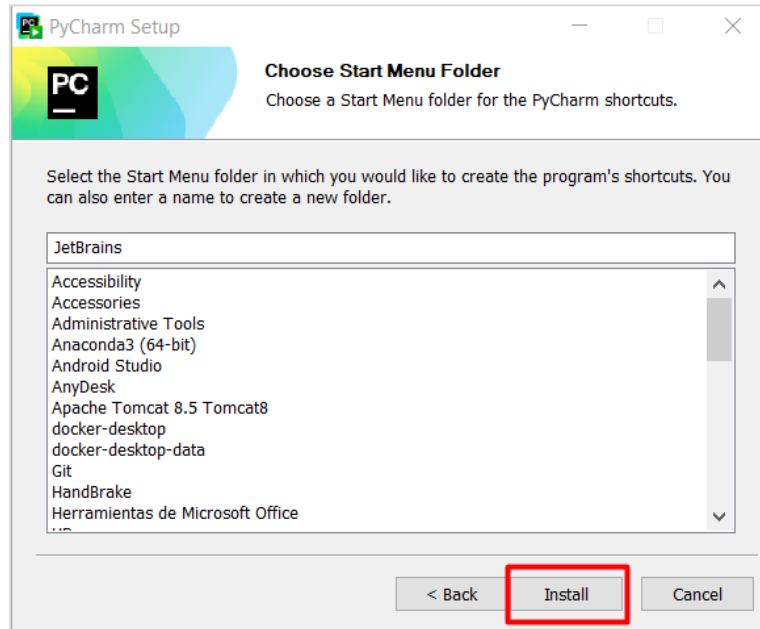 PyCharm Setup
PC
Choose Start Menu Folder
Choose a Start Menu folder for the PyCharm shortcuts.
Select the Start Menu folder in which you would like to create the program's shortcuts. You
can also enter a name to create a new folder.
JetBrains
Accessibility
Accessories
Administrative Tools
Anaconda3 (64-bit)
Android Studio
AnyDesk
Apache Tomcat 8.5 Tomcat8
docker-desktop
docker-desktop-data
Git
HandBrake
Herramientas de Microsoft Office
< Back Install Cancel